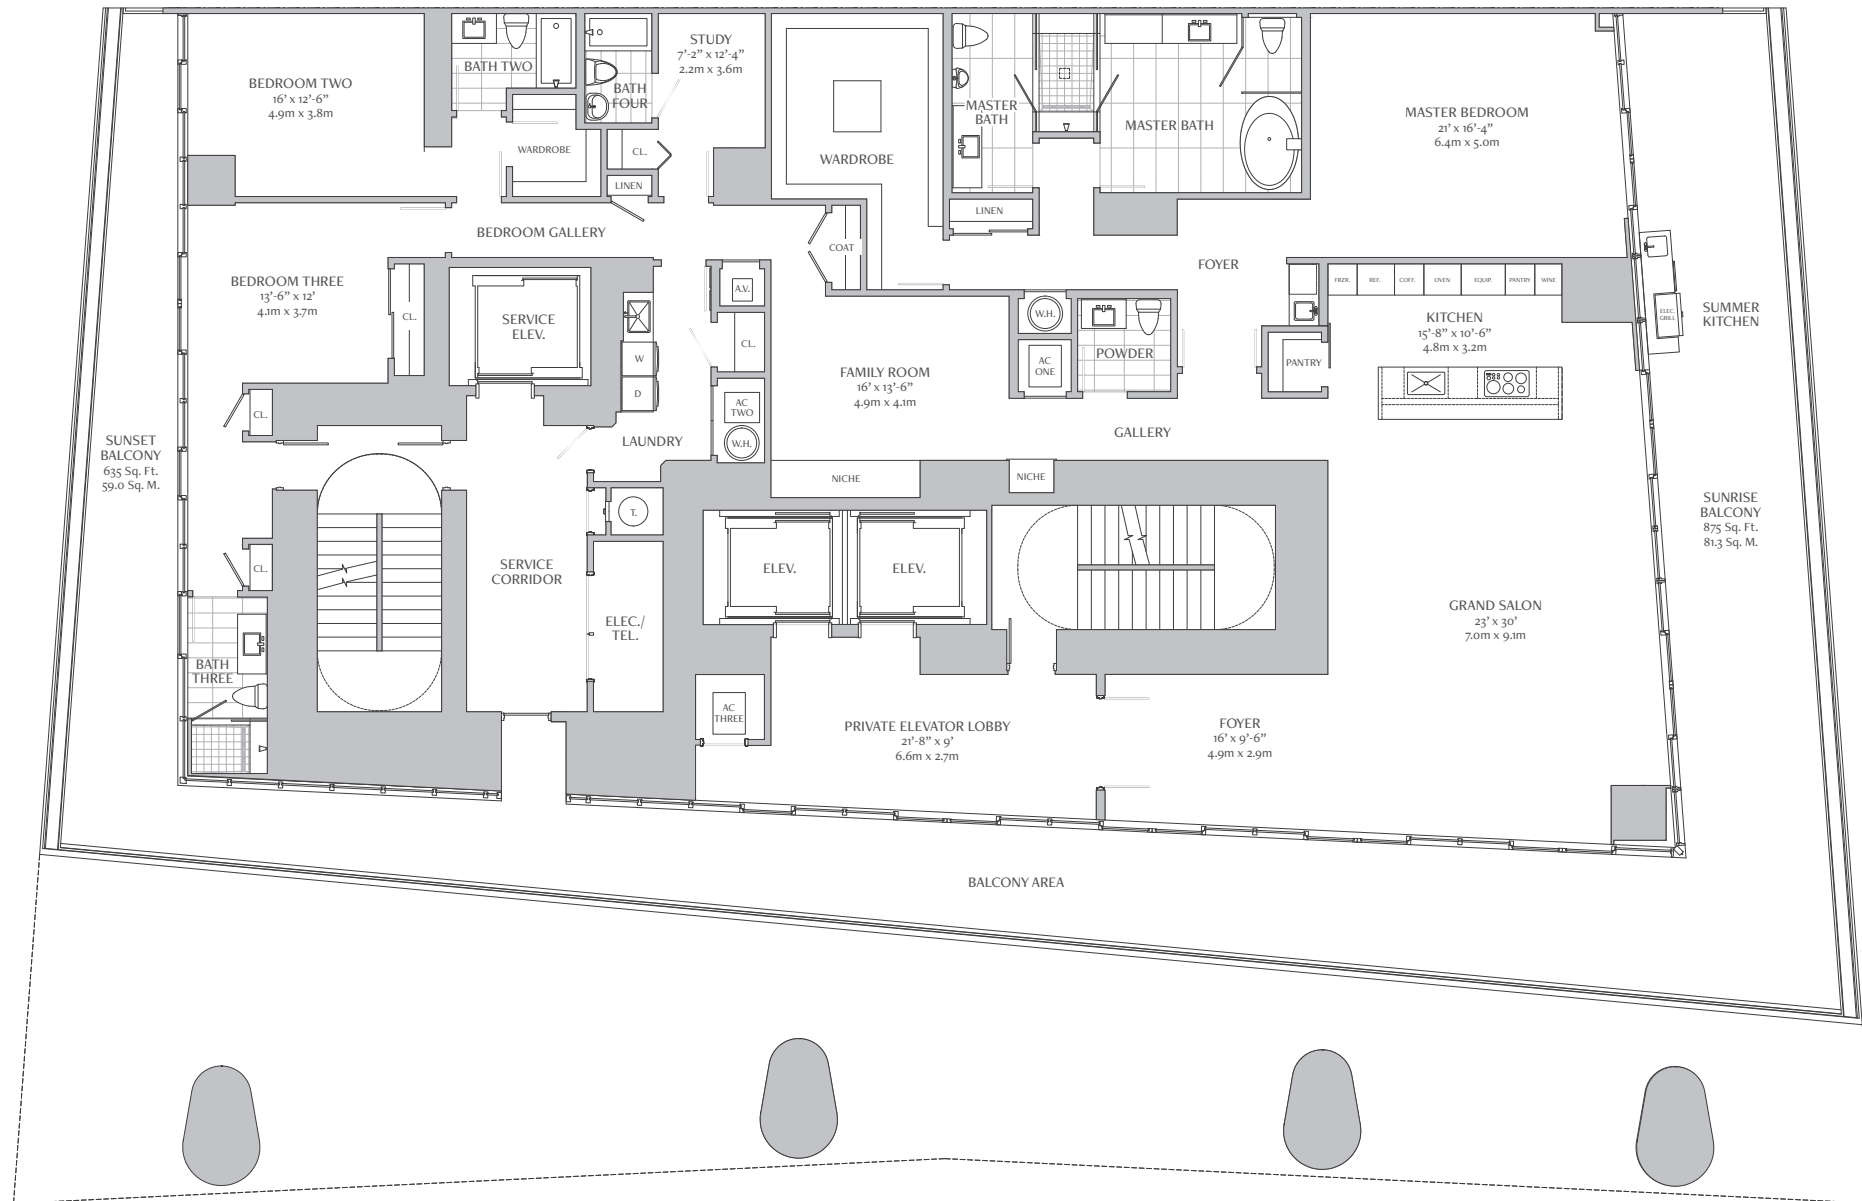 BEDROOM TWO
16' x 12'-6"
4.9m x 3.8m
BATH TWO
BATH
FOUR
STUDY
7'-2" x 12'-4"
2.2m x 3.6m
WARDROBE
CL.
LINEN
WARDROBE
MASTER
BATH
MASTER BATH
MASTER BEDROOM
21' x 16'-4"
6.4m x 5.0m
LINEN
BEDROOM GALLERY
COAT
FOYER
BEDROOM THREE
13'-6" x 12'
4.1m x 3.7m
CL.
SERVICE
ELEV.
A.V.
CL.
W
D
W.H.
AC
ONE
POWDER
FRZR.
REF.
COFF.
OVEN
EQUIP.
PANTRY
WINE
KITCHEN
15'-8" x 10'-6"
4.8m x 3.2m
PANTRY
ELEC.
GRILL
SUMMER
KITCHEN
FAMILY ROOM
16' x 13'-6"
4.9m x 4.1m
CL.
AC
TWO
W.H.
LAUNDRY
GALLERY
SUNSET
BALCONY
635 Sq. Ft.
59.0 Sq. M.
NICHE
NICHE
T.
SUNRISE
BALCONY
875 Sq. Ft.
81.3 Sq. M.
CL.
SERVICE
CORRIDOR
ELEV.
ELEV.
ELEC./
TEL.
GRAND SALON
23' x 30'
7.0m x 9.1m
BATH
THREE
AC
THREE
PRIVATE ELEVATOR LOBBY
21'-8" x 9'
6.6m x 2.7m
FOYER
16' x 9'-6"
4.9m x 2.9m
BALCONY AREA